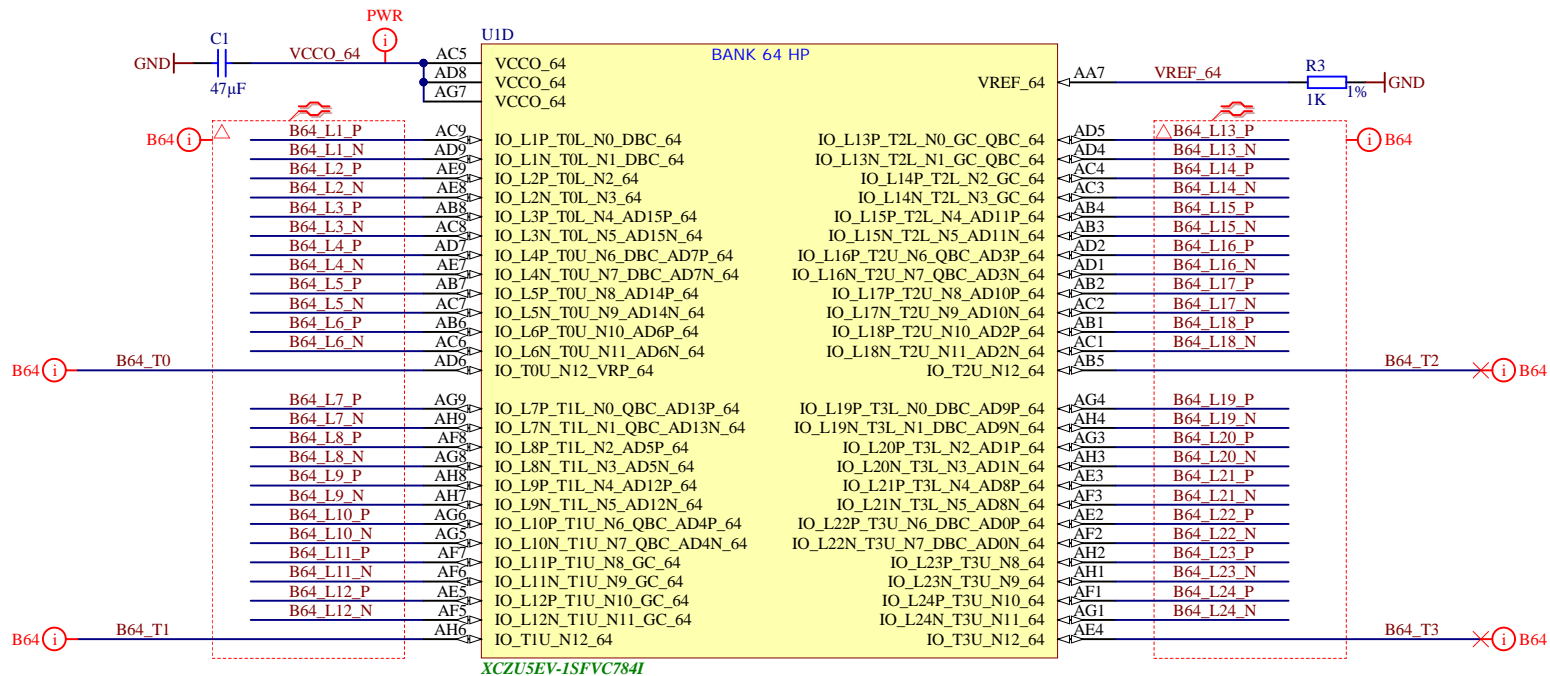 PWR
U1D
C1
GND
VCCO_64
47µF
BANK 64 HP
AC5 VCCO_64
AD8 VCCO_64
AG7 VCCO_64
VREF_64 AA7 VREF_64
R3
1K
1%
GND
B64 i
i B64
B64_L1_P AC9 IO_L1P_T0L_N0_DBC_64 IO_L13P_T2L_N0_GC_QBC_64 AD5 B64_L13_P
B64_L1_N AD9 IO_L1N_T0L_N1_DBC_64 IO_L13N_T2L_N1_GC_QBC_64 AD4 B64_L13_N
B64_L2_P AE9 IO_L2P_T0L_N2_64 IO_L14P_T2L_N2_GC_64 AC4 B64_L14_P
B64_L2_N AE8 IO_L2N_T0L_N3_64 IO_L14N_T2L_N3_GC_64 AC3 B64_L14_N
B64_L3_P AB8 IO_L3P_T0L_N4_AD15P_64 IO_L15P_T2L_N4_AD11P_64 AB4 B64_L15_P
B64_L3_N AC8 IO_L3N_T0L_N5_AD15N_64 IO_L15N_T2L_N5_AD11N_64 AB3 B64_L15_N
B64_L4_P AD7 IO_L4P_T0U_N6_DBC_AD7P_64 IO_L16P_T2U_N6_QBC_AD3P_64 AD2 B64_L16_P
B64_L4_N AE7 IO_L4N_T0U_N7_DBC_AD7N_64 IO_L16N_T2U_N7_QBC_AD3N_64 AD1 B64_L16_N
B64_L5_P AB7 IO_L5P_T0U_N8_AD14P_64 IO_L17P_T2U_N8_AD10P_64 AB2 B64_L17_P
B64_L5_N AC7 IO_L5N_T0U_N9_AD14N_64 IO_L17N_T2U_N9_AD10N_64 AC2 B64_L17_N
B64_L6_P AB6 IO_L6P_T0U_N10_AD6P_64 IO_L18P_T2U_N10_AD2P_64 AB1 B64_L18_P
B64_L6_N AC6 IO_L6N_T0U_N11_AD6N_64 IO_L18N_T2U_N11_AD2N_64 AC1 B64_L18_N
B64 i B64_T0 AD6 IO_T0U_N12_VRP_64 IO_T2U_N12_64 AB5 B64_T2 i B64
B64_L7_P AG9 IO_L7P_T1L_N0_QBC_AD13P_64 IO_L19P_T3L_N0_DBC_AD9P_64 AG4 B64_L19_P
B64_L7_N AH9 IO_L7N_T1L_N1_QBC_AD13N_64 IO_L19N_T3L_N1_DBC_AD9N_64 AH4 B64_L19_N
B64_L8_P AF8 IO_L8P_T1L_N2_AD5P_64 IO_L20P_T3L_N2_AD1P_64 AG3 B64_L20_P
B64_L8_N AG8 IO_L8N_T1L_N3_AD5N_64 IO_L20N_T3L_N3_AD1N_64 AH3 B64_L20_N
B64_L9_P AH8 IO_L9P_T1L_N4_AD12P_64 IO_L21P_T3L_N4_AD8P_64 AE3 B64_L21_P
B64_L9_N AH7 IO_L9N_T1L_N5_AD12N_64 IO_L21N_T3L_N5_AD8N_64 AF3 B64_L21_N
B64_L10_P AG6 IO_L10P_T1U_N6_QBC_AD4P_64 IO_L22P_T3U_N6_DBC_AD0P_64 AE2 B64_L22_P
B64_L10_N AG5 IO_L10N_T1U_N7_QBC_AD4N_64 IO_L22N_T3U_N7_DBC_AD0N_64 AF2 B64_L22_N
B64_L11_P AF7 IO_L11P_T1U_N8_GC_64 IO_L23P_T3U_N8_64 AH2 B64_L23_P
B64_L11_N AF6 IO_L11N_T1U_N9_GC_64 IO_L23N_T3U_N9_64 AH1 B64_L23_N
B64_L12_P AE5 IO_L12P_T1U_N10_GC_64 IO_L24P_T3U_N10_64 AF1 B64_L24_P
B64_L12_N AF5 IO_L12N_T1U_N11_GC_64 IO_L24N_T3U_N11_64 AG1 B64_L24_N
B64 i B64_T1 AH6 IO_T1U_N12_64 IO_T3U_N12_64 AE4 B64_T3 i B64
XCZU5EV-1SFVC784I